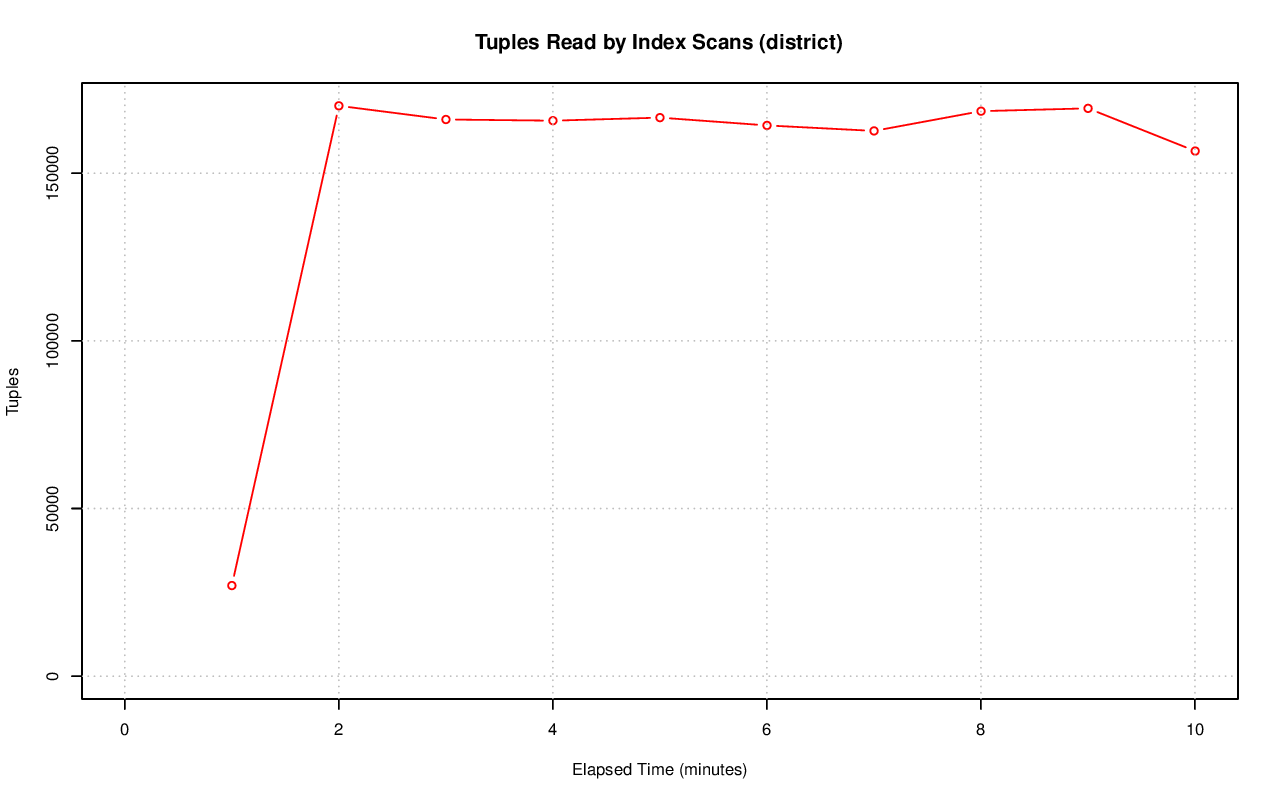 Tuples Read by Index Scans (district)
Tuples
150000
100000
50000
0
0 2 4 6 8 10
Elapsed Time (minutes)